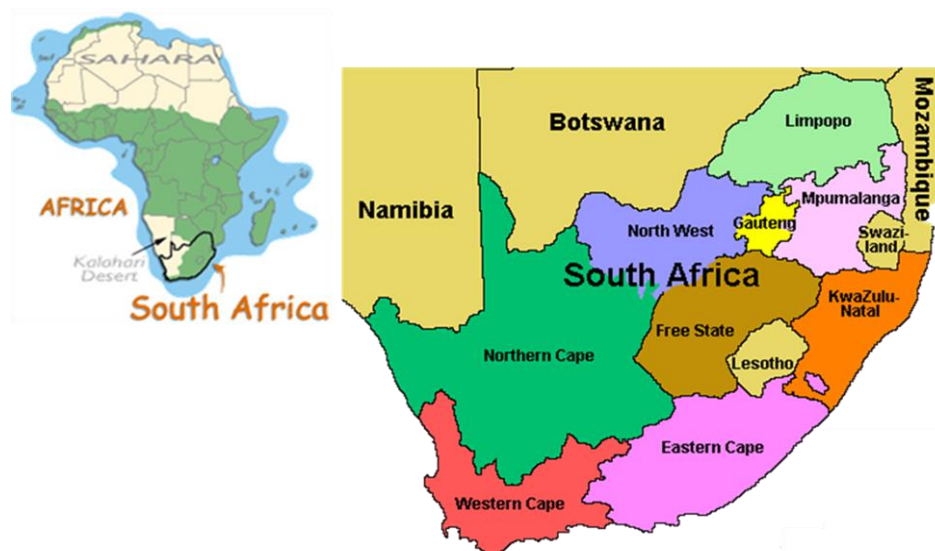 SAHARA
AFRICA
Kalahari
Desert
South Africa
Namibia
Botswana
Mozambique
Limpopo
Mpumalanga
North West
Gauteng
Swazi-
land
South Africa
KwaZulu-
Natal
Free State
Northern Cape
Lesotho
Eastern Cape
Western Cape